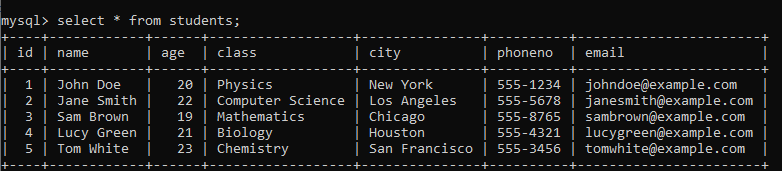 mysql> select * from students;
+----+------------+-----+------------------+---------------+----------+-----------------------+
| id | name       | age | class            | city          | phoneno  | email                 |
+----+------------+-----+------------------+---------------+----------+-----------------------+
|  1 | John Doe   |  20 | Physics          | New York      | 555-1234 | johndoe@example.com   |
|  2 | Jane Smith |  22 | Computer Science | Los Angeles   | 555-5678 | janesmith@example.com |
|  3 | Sam Brown  |  19 | Mathematics      | Chicago       | 555-8765 | sambrown@example.com  |
|  4 | Lucy Green |  21 | Biology          | Houston       | 555-4321 | lucygreen@example.com |
|  5 | Tom White  |  23 | Chemistry        | San Francisco | 555-3456 | tomwhite@example.com  |
+----+------------+-----+------------------+---------------+----------+-----------------------+